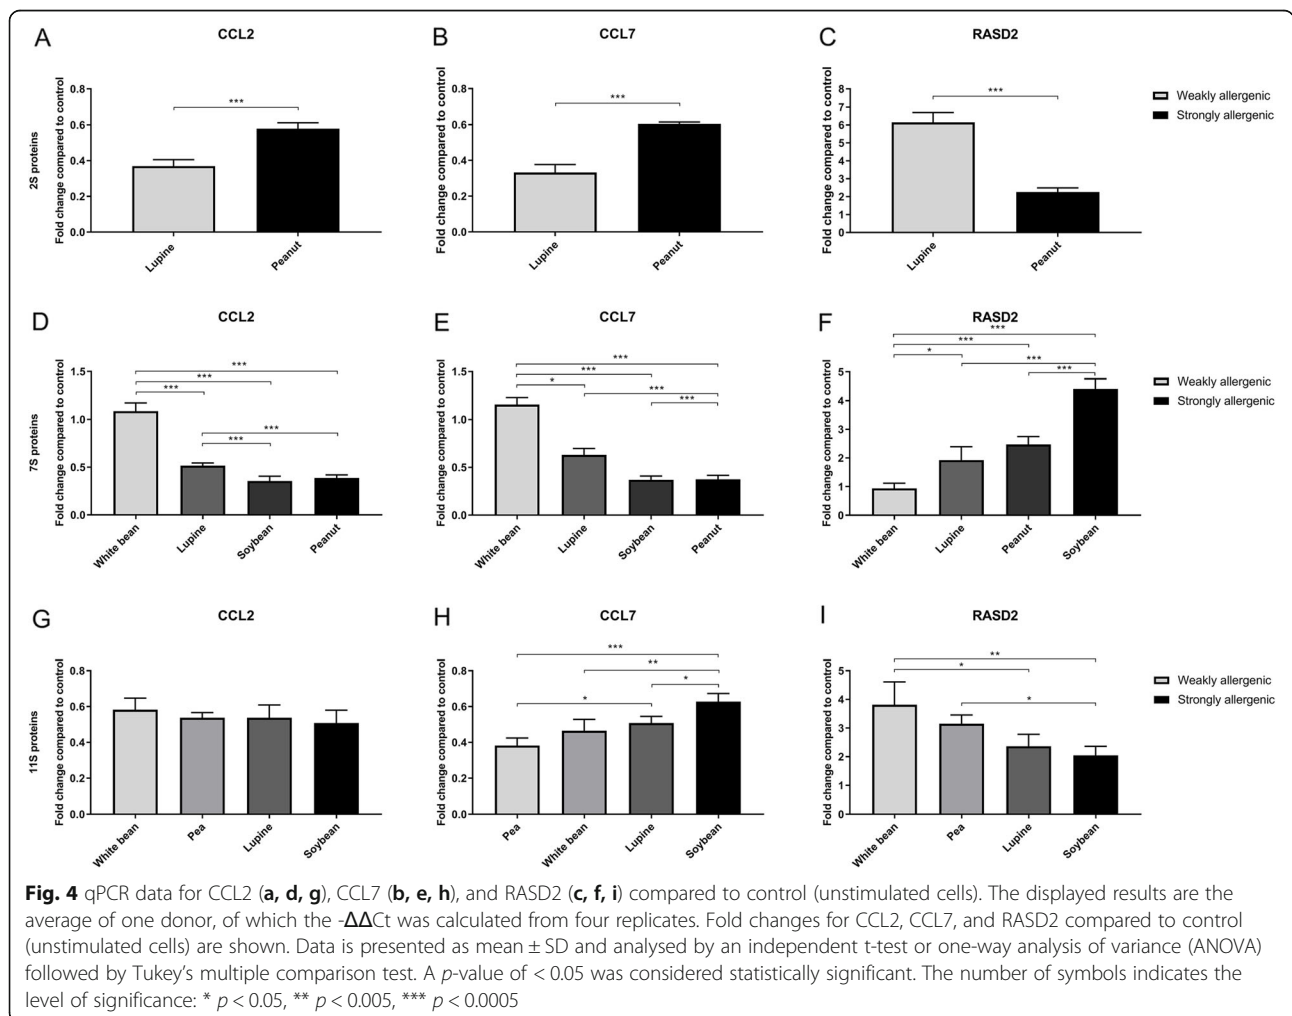 A
CCL2
B
CCL7
C
RASD2
2S proteins
Fold change compared to control
0.8
0.6
0.4
0.2
0.0
***
Lupine
Peanut
Fold change compared to control
0.8
0.6
0.4
0.2
0.0
***
Lupine
Peanut
Fold change compared to control
8
7
6
5
4
3
2
1
0
***
Lupine
Peanut
Weakly allergenic
Strongly allergenic
D
CCL2
E
CCL7
F
RASD2
7S proteins
Fold change compared to control
1.5
1.0
0.5
0.0
***
***
***
***
***
White bean
Lupine
Soybean
Peanut
Fold change compared to control
1.5
1.0
0.5
0.0
***
***
*
***
***
White bean
Lupine
Soybean
Peanut
Fold change compared to control
5
4
3
2
1
0
***
***
*
***
***
White bean
Lupine
Peanut
Soybean
Weakly allergenic
Strongly allergenic
G
CCL2
H
CCL7
I
RASD2
11S proteins
Fold change compared to control
0.8
0.6
0.4
0.2
0.0
White bean
Pea
Lupine
Soybean
Fold change compared to control
0.8
0.6
0.4
0.2
0.0
***
**
*
*
Pea
White bean
Lupine
Soybean
Fold change compared to control
5
4
3
2
1
0
**
*
*
White bean
Pea
Lupine
Soybean
Weakly allergenic
Strongly allergenic
Fig. 4 qPCR data for CCL2 (a, d, g), CCL7 (b, e, h), and RASD2 (c, f, i) compared to control (unstimulated cells). The displayed results are the
average of one donor, of which the -ΔΔCt was calculated from four replicates. Fold changes for CCL2, CCL7, and RASD2 compared to control
(unstimulated cells) are shown. Data is presented as mean ± SD and analysed by an independent t-test or one-way analysis of variance (ANOVA)
followed by Tukey's multiple comparison test. A p-value of < 0.05 was considered statistically significant. The number of symbols indicates the
level of significance: * p < 0.05, ** p < 0.005, *** p < 0.0005